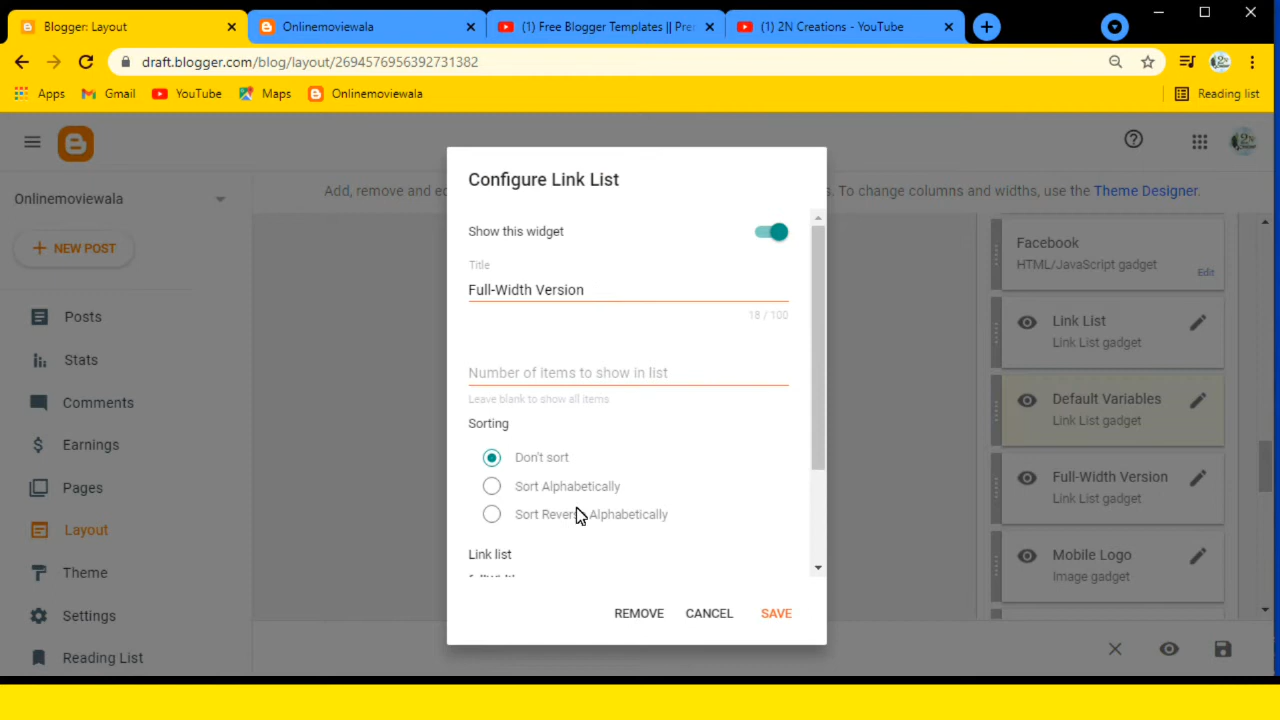 Blogger: Layout
Onlinemoviewala
(1) Free Blogger Templates || Pre
(1) 2N Creations - YouTube
draft.blogger.com/blog/layout/2694576956392731382
Apps
Gmail
YouTube
Maps
Onlinemoviewala
Reading list
Onlinemoviewala
NEW POST
Posts
Stats
Comments
Earnings
Pages
Layout
Theme
Settings
Reading List
Add, remove and
. To change columns and widths, use the Theme Designer.
Configure Link List
Show this widget
Title
Full-Width Version
18 / 100
Number of items to show in list
Leave blank to show all items
Sorting
Don't sort
Sort Alphabetically
Sort Reverse Alphabetically
Link list
REMOVE
CANCEL
SAVE
Facebook
HTML/JavaScript gadget
Edit
Link List
Link List gadget
Default Variables
Link List gadget
Full-Width Version
Link List gadget
Mobile Logo
Image gadget